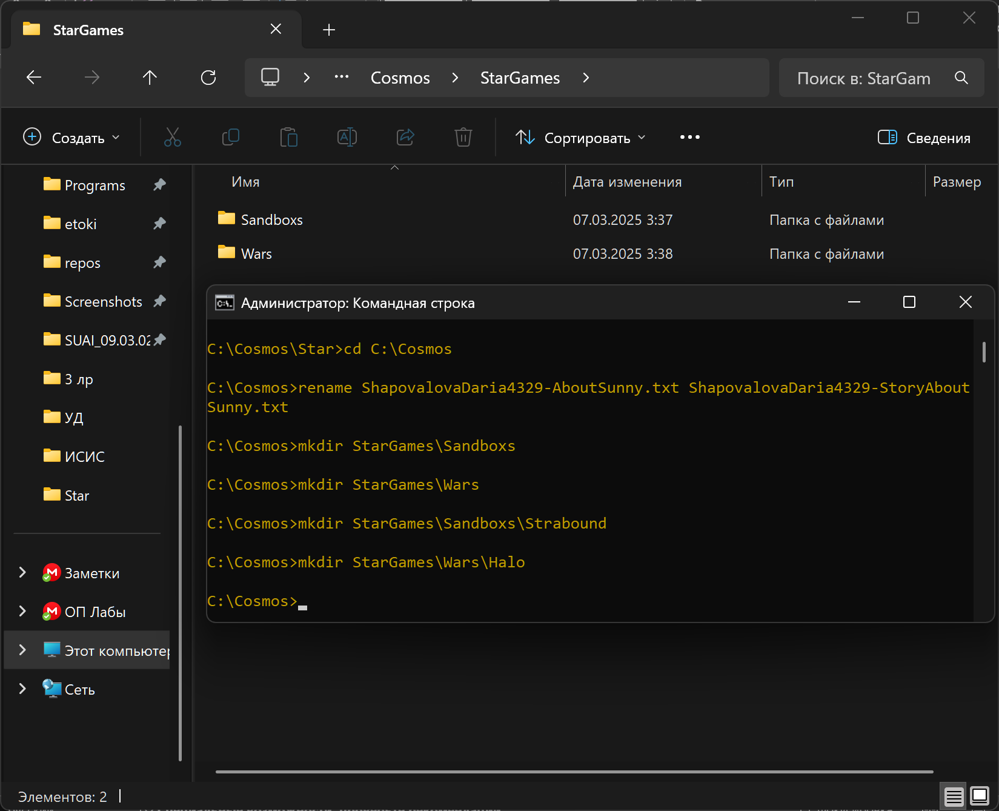 StarGames
Cosmos > StarGames >
Поиск в: StarGam
Создать
Сортировать
Сведения
Имя Дата изменения Тип Размер
Sandboxs 07.03.2025 3:37 Папка с файлами
Wars 07.03.2025 3:38 Папка с файлами
Programs
etoki
repos
Screenshots
SUAI_09.03.02
3 лр
УД
ИСИС
Star
Заметки
ОП Лабы
Этот компьютер
Сеть
Администратор: Командная строка
C:\Cosmos\Star>cd C:\Cosmos
C:\Cosmos>rename ShapovalovaDaria4329-AboutSunny.txt ShapovalovaDaria4329-StoryAbout
Sunny.txt
C:\Cosmos>mkdir StarGames\Sandboxs
C:\Cosmos>mkdir StarGames\Wars
C:\Cosmos>mkdir StarGames\Sandboxs\Strabound
C:\Cosmos>mkdir StarGames\Wars\Halo
C:\Cosmos>
Элементов: 2